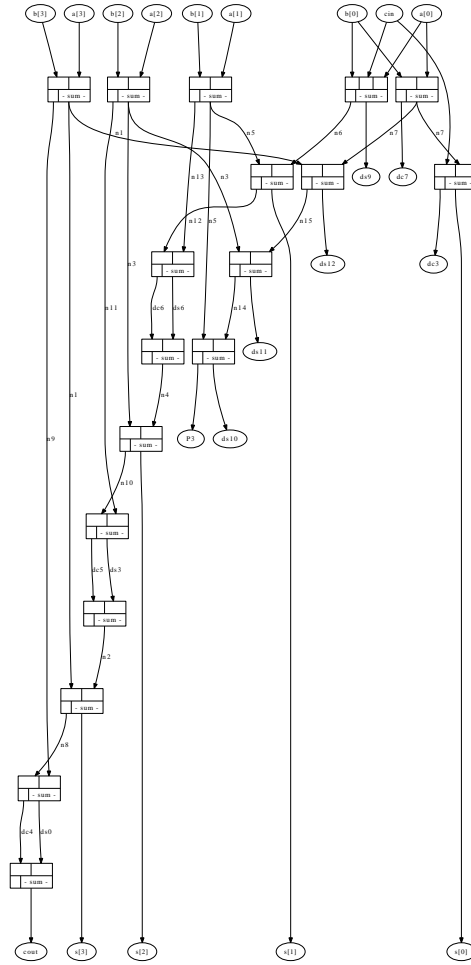 b[3] a[3] b[2] a[2] b[1] a[1] b[0] cin a[0]
- sum - - sum - - sum - - sum - - sum -
n1 n5 n6 n7 n7
n13 n3 - sum - - sum - ds9 dc7 - sum -
n12 n5 n15
- sum - - sum - ds12 dc3
n3
n11 dc6 ds6 n14
- sum - - sum - ds11
n1 n4
n9 - sum - P3 ds10
n10
- sum -
dc5 ds3
- sum -
n2
- sum -
n8
- sum -
dc4 ds0
- sum -
cout s[3] s[2] s[1] s[0]